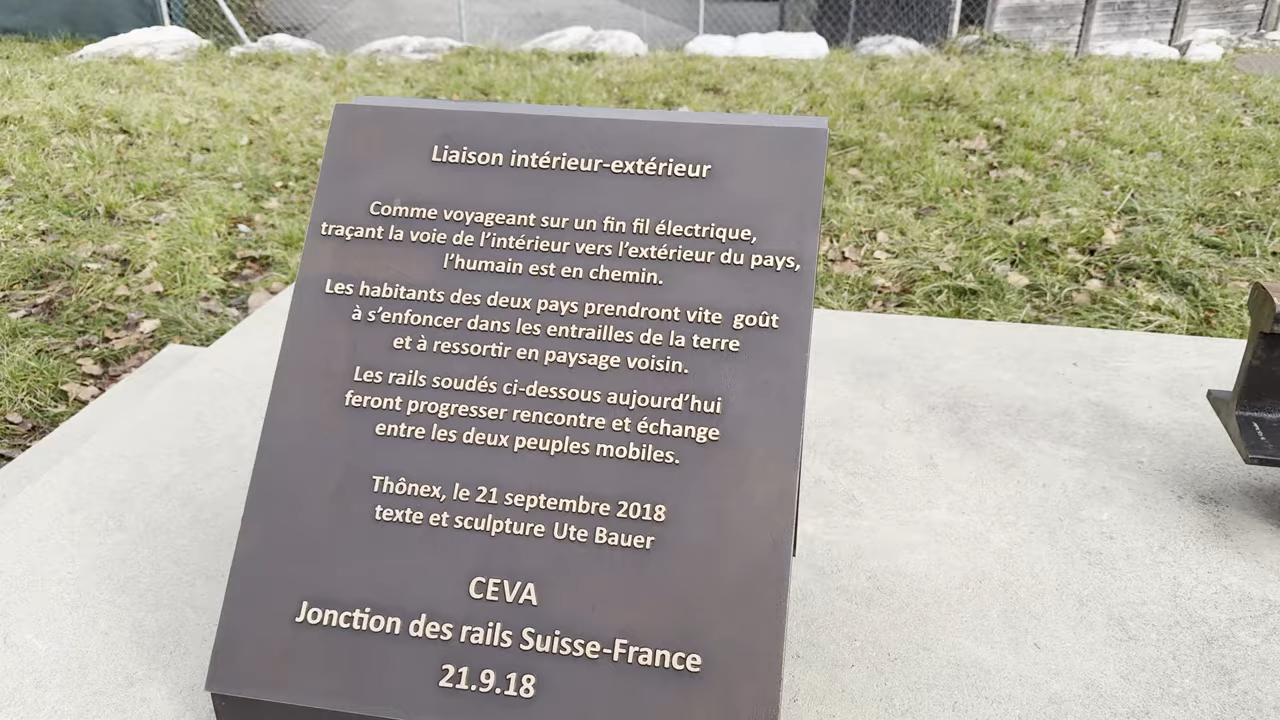 Liaison intérieur-extérieur
Comme voyageant sur un fin fil électrique,
traçant la voie de l’intérieur vers l’extérieur du pays,
l’humain est en chemin.
Les habitants des deux pays prendront vite goût
à s’enfoncer dans les entrailles de la terre
et à ressortir en paysage voisin.
Les rails soudés ci-dessous aujourd’hui
feront progresser rencontre et échange
entre les deux peuples mobiles.
Thônex, le 21 septembre 2018
texte et sculpture Ute Bauer
CEVA
Jonction des rails Suisse-France
21.9.18